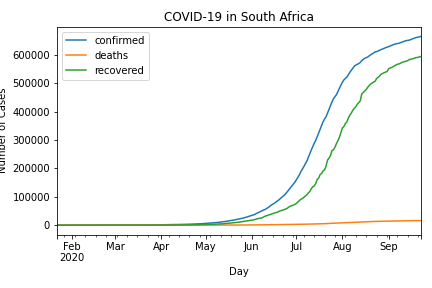 COVID-19 in South Africa
confirmed
deaths
recovered
600000
500000
400000
300000
200000
100000
0
Number of Cases
Feb Mar Apr May Jun Jul Aug Sep
2020
Day